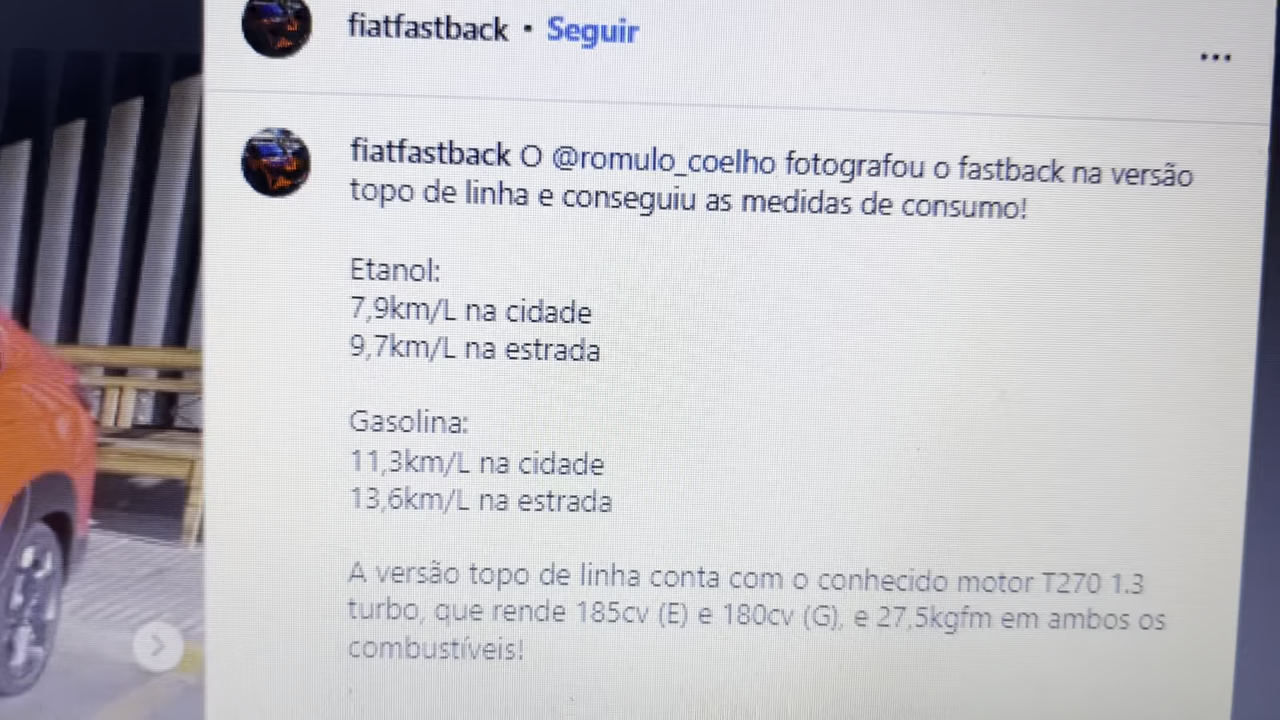 fiatfastback • Seguir
...
fiatfastback O @romulo_coelho fotografou o fastback na versão
topo de linha e conseguiu as medidas de consumo!
Etanol:
7,9km/L na cidade
9,7km/L na estrada
Gasolina:
11,3km/L na cidade
13,6km/L na estrada
A versão topo de linha conta com o conhecido motor T270 1.3
turbo, que rende 185cv (E) e 180cv (G), e 27,5kgfm em ambos os
combustíveis!